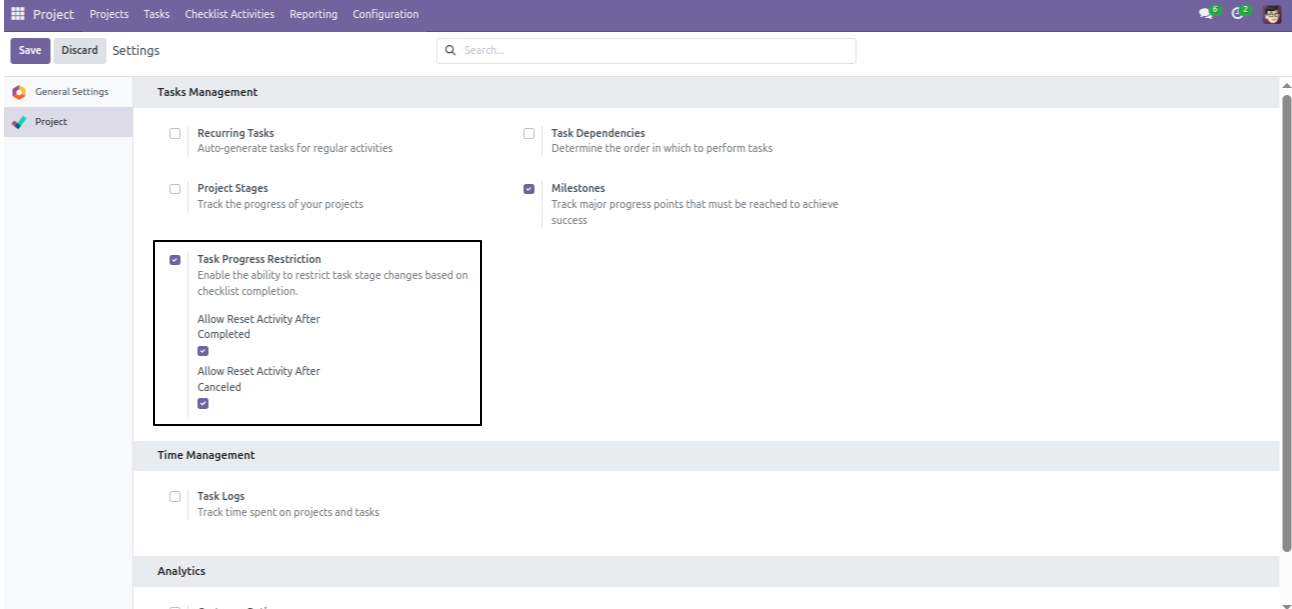 Project Projects Tasks Checklist Activities Reporting Configuration 6 2
Save Discard Settings Search...
General Settings
Project
Tasks Management
Recurring Tasks
Auto-generate tasks for regular activities
Task Dependencies
Determine the order in which to perform tasks
Project Stages
Track the progress of your projects
Milestones
Track major progress points that must be reached to achieve
success
Task Progress Restriction
Enable the ability to restrict task stage changes based on
checklist completion.
Allow Reset Activity After
Completed
Allow Reset Activity After
Canceled
Time Management
Task Logs
Track time spent on projects and tasks
Analytics